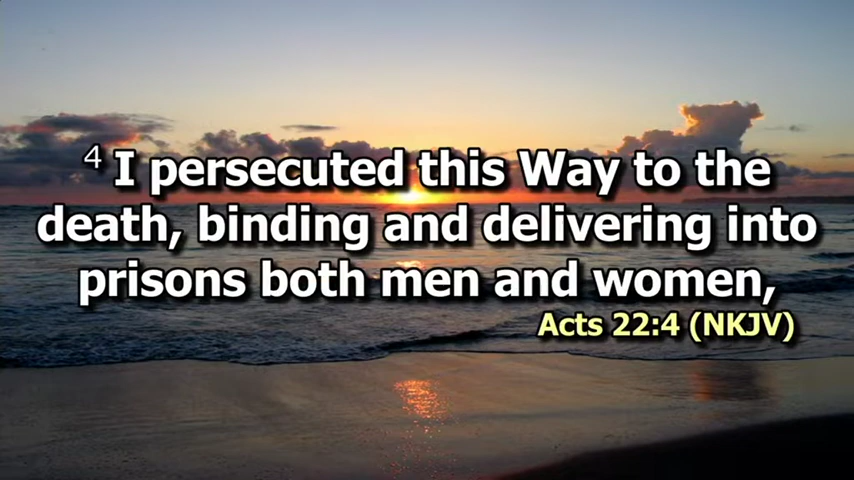 4 I persecuted this Way to the
death, binding and delivering into
prisons both men and women,
Acts 22:4 (NKJV)